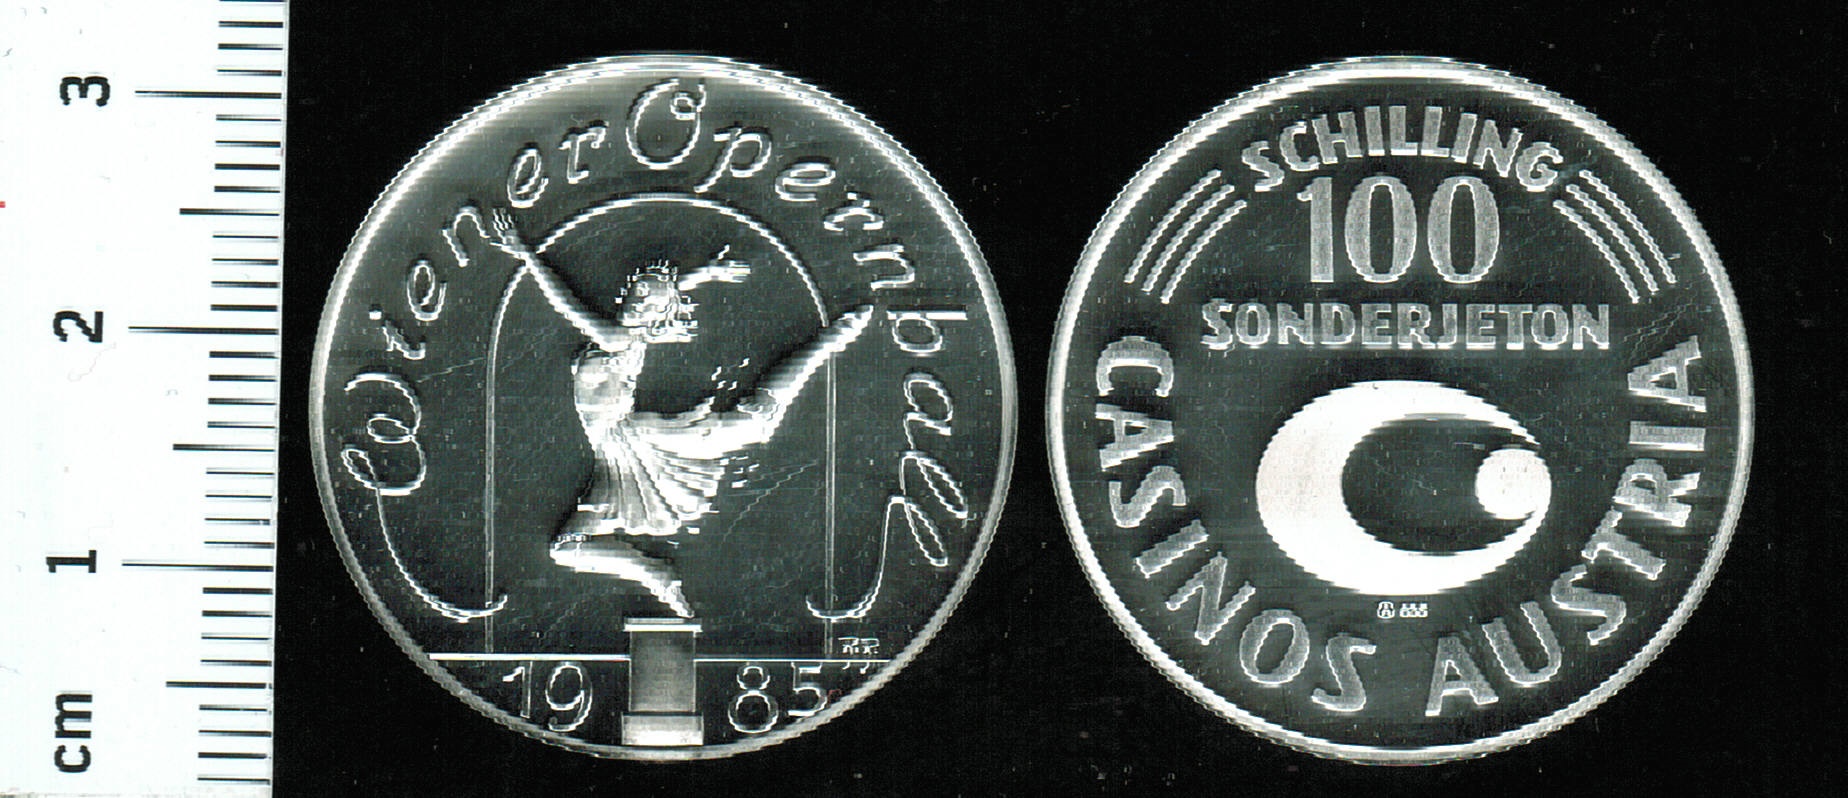 3
2
1
cm
Wiener Opernball
1985
R.P.
SCHILLING
100
SONDERJETON
CASINOS AUSTRIA